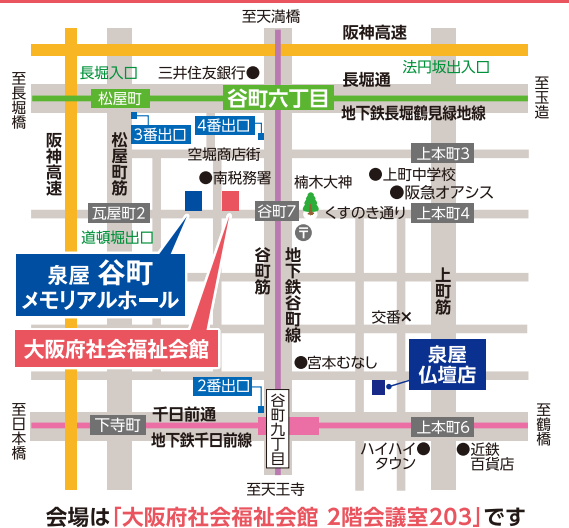 至天満橋
阪神高速
法円坂出入口
長堀入口
三井住友銀行
至長堀橋
長堀通
至玉造
松屋町
谷町六丁目
地下鉄長堀鶴見緑地線
3番出口
4番出口
阪神高速
松屋町筋
空堀商店街
上本町3
南税務署
楠木大神
上町中学校
阪急オアシス
瓦屋町2
谷町7
くすのき通り
上本町4
〒
道頓堀出口
泉屋 谷町
メモリアルホール
谷町筋
地下鉄谷町線
上町筋
交番×
大阪府社会福祉会館
宮本むなし
泉屋
仏壇店
2番出口
谷町九丁目
至日本橋
千日前通
至鶴橋
下寺町
地下鉄千日前線
上本町6
ハイハイ
タウン
近鉄
百貨店
至天王寺
会場は「大阪府社会福祉会館 2階会議室203」です